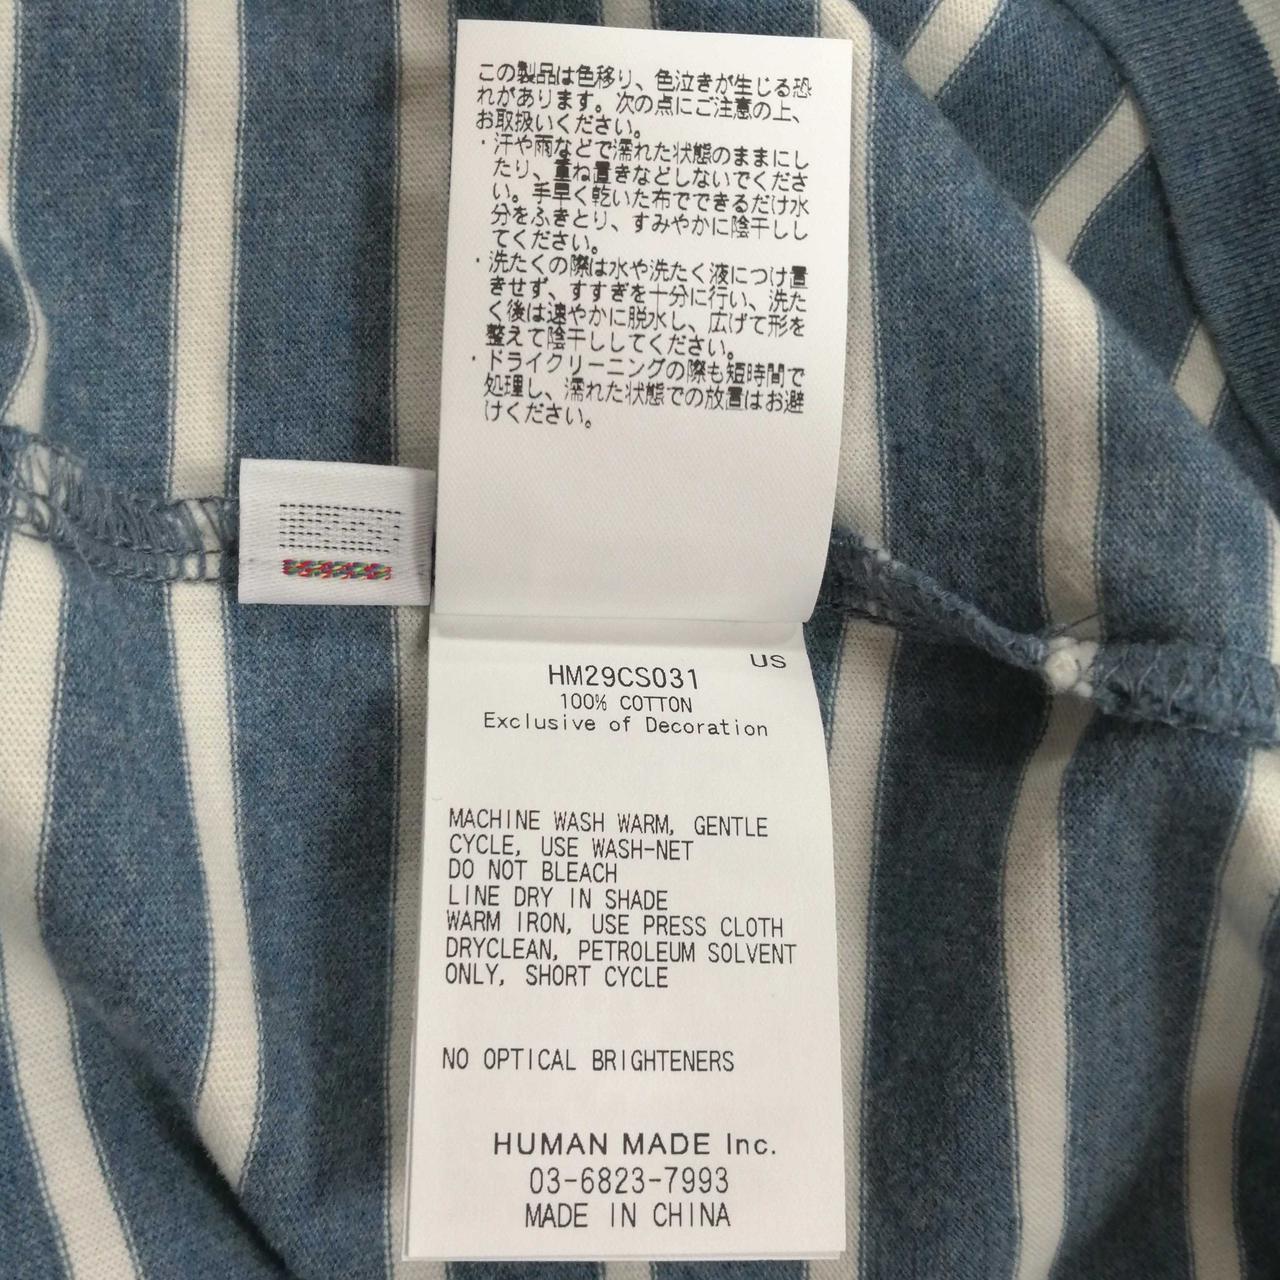 この製品は色移り、色泣きが生じる恐
れがあります。次の点にご注意の上、
お取扱いください。
・汗や雨などで濡れた状態のままにし
たり、重ね置きなどしないでくださ
い。手早く乾いた布でできるだけ水
分をふきとり、すみやかに陰干しし
てください。
・洗たくの際は水や洗たく液につけ置
きせず、すすぎを十分に行い、洗た
く後は速やかに脱水し、広げて形を
整えて陰干ししてください。
・ドライクリーニングの際も短時間で
処理し、濡れた状態での放置はお避
けください。
US
HM29CS031
100% COTTON
Exclusive of Decoration
MACHINE WASH WARM, GENTLE
CYCLE, USE WASH-NET
DO NOT BLEACH
LINE DRY IN SHADE
WARM IRON, USE PRESS CLOTH
DRYCLEAN, PETROLEUM SOLVENT
ONLY, SHORT CYCLE
NO OPTICAL BRIGHTENERS
HUMAN MADE Inc.
03-6823-7993
MADE IN CHINA